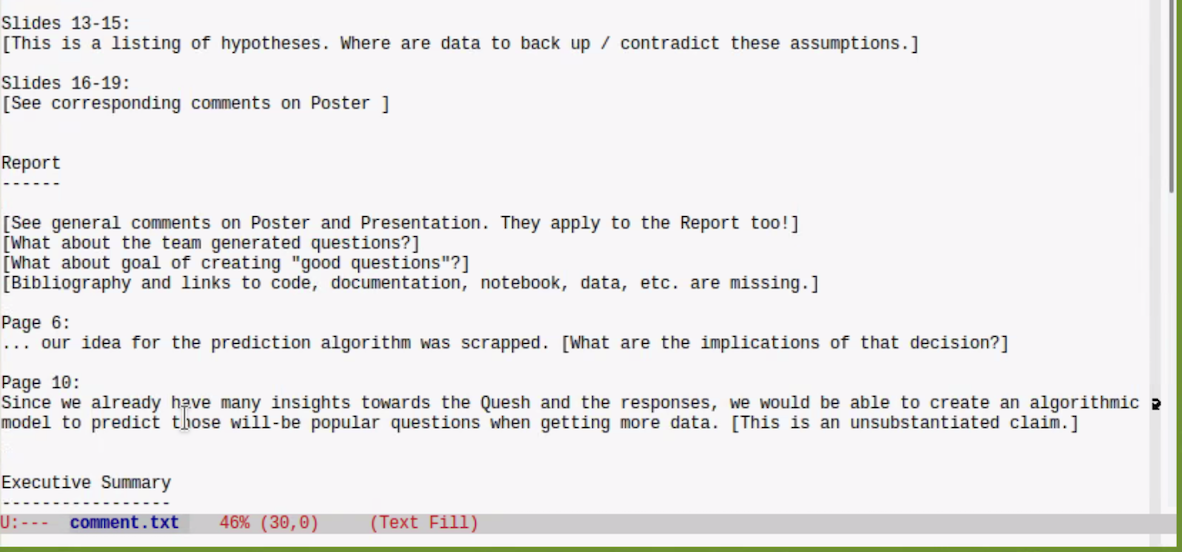 Slides 13-15:
[This is a listing of hypotheses. Where are data to back up / contradict these assumptions.]
Slides 16-19:
[See corresponding comments on Poster ]
Report
------
[See general comments on Poster and Presentation. They apply to the Report too!]
[What about the team generated questions?]
[What about goal of creating "good questions"?]
[Bibliography and links to code, documentation, notebook, data, etc. are missing.]
Page 6:
... our idea for the prediction algorithm was scrapped. [What are the implications of that decision?]
Page 10:
Since we already have many insights towards the Quesh and the responses, we would be able to create an algorithmic
model to predict those will-be popular questions when getting more data. [This is an unsubstantiated claim.]
Executive Summary
-----------------
U:--- comment.txt 46% (30,0) (Text Fill)